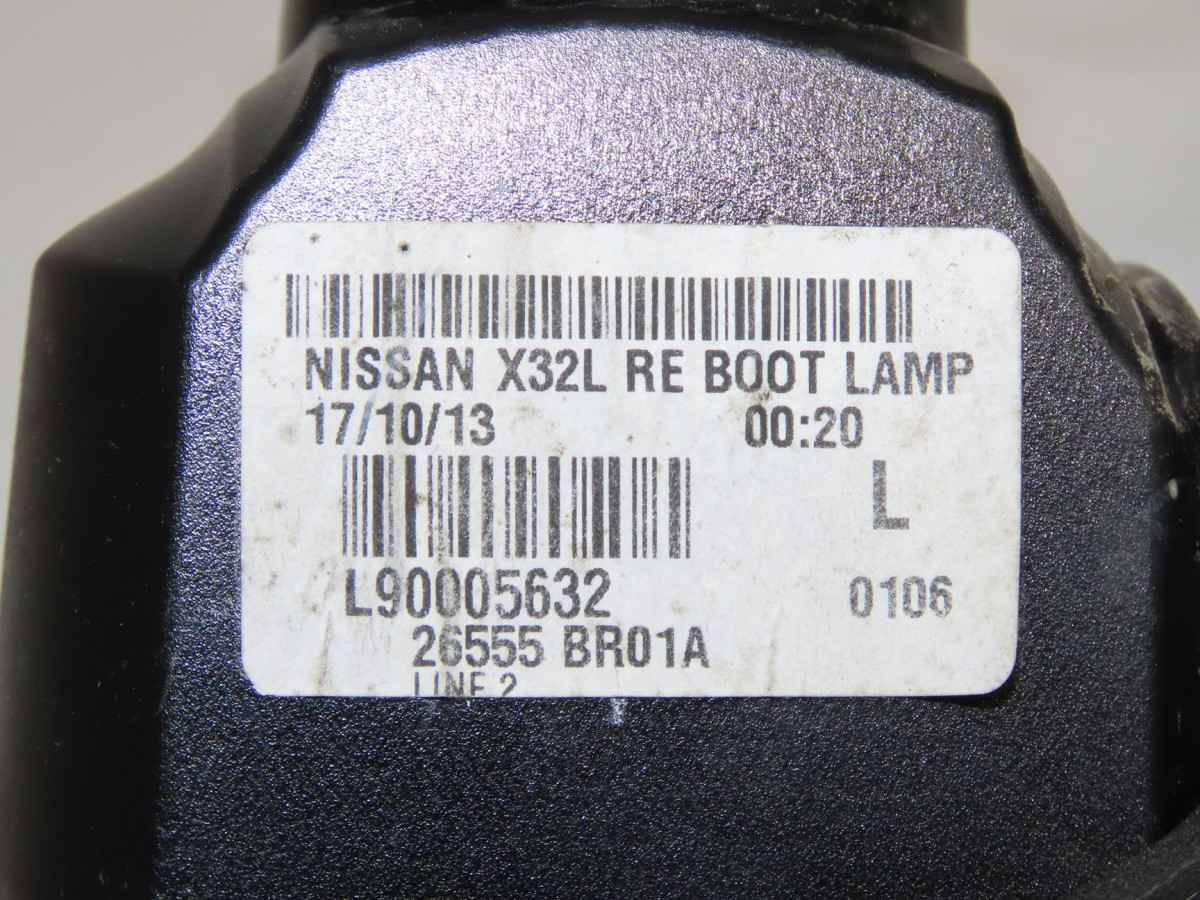 NISSAN X32L RE BOOT LAMP
17/10/13 00:20
L
L90005632 0106
26555 BR01A
LINE 2